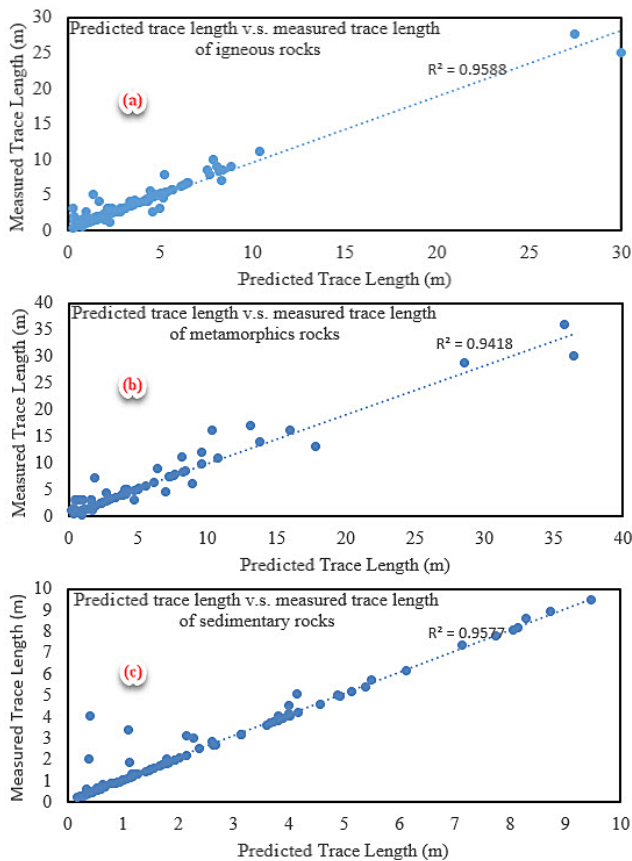 Predicted trace length v.s. measured trace length
of igneous rocks
R² = 0.9588
(a)
Measured Trace Length (m)
30
25
20
15
10
5
0
0 5 10 15 20 25 30
Predicted Trace Length (m)
Predicted trace length v.s. measured trace length
of metamorphics rocks
R² = 0.9418
(b)
Measured Trace Length (m)
40
35
30
25
20
15
10
5
0
0 5 10 15 20 25 30 35 40
Predicted Trace Length (m)
Predicted trace length v.s. measured trace length
of sedimentary rocks
R² = 0.9577
(c)
Measured Trace Length (m)
10
9
8
7
6
5
4
3
2
1
0
0 1 2 3 4 5 6 7 8 9 10
Predicted Trace Length (m)